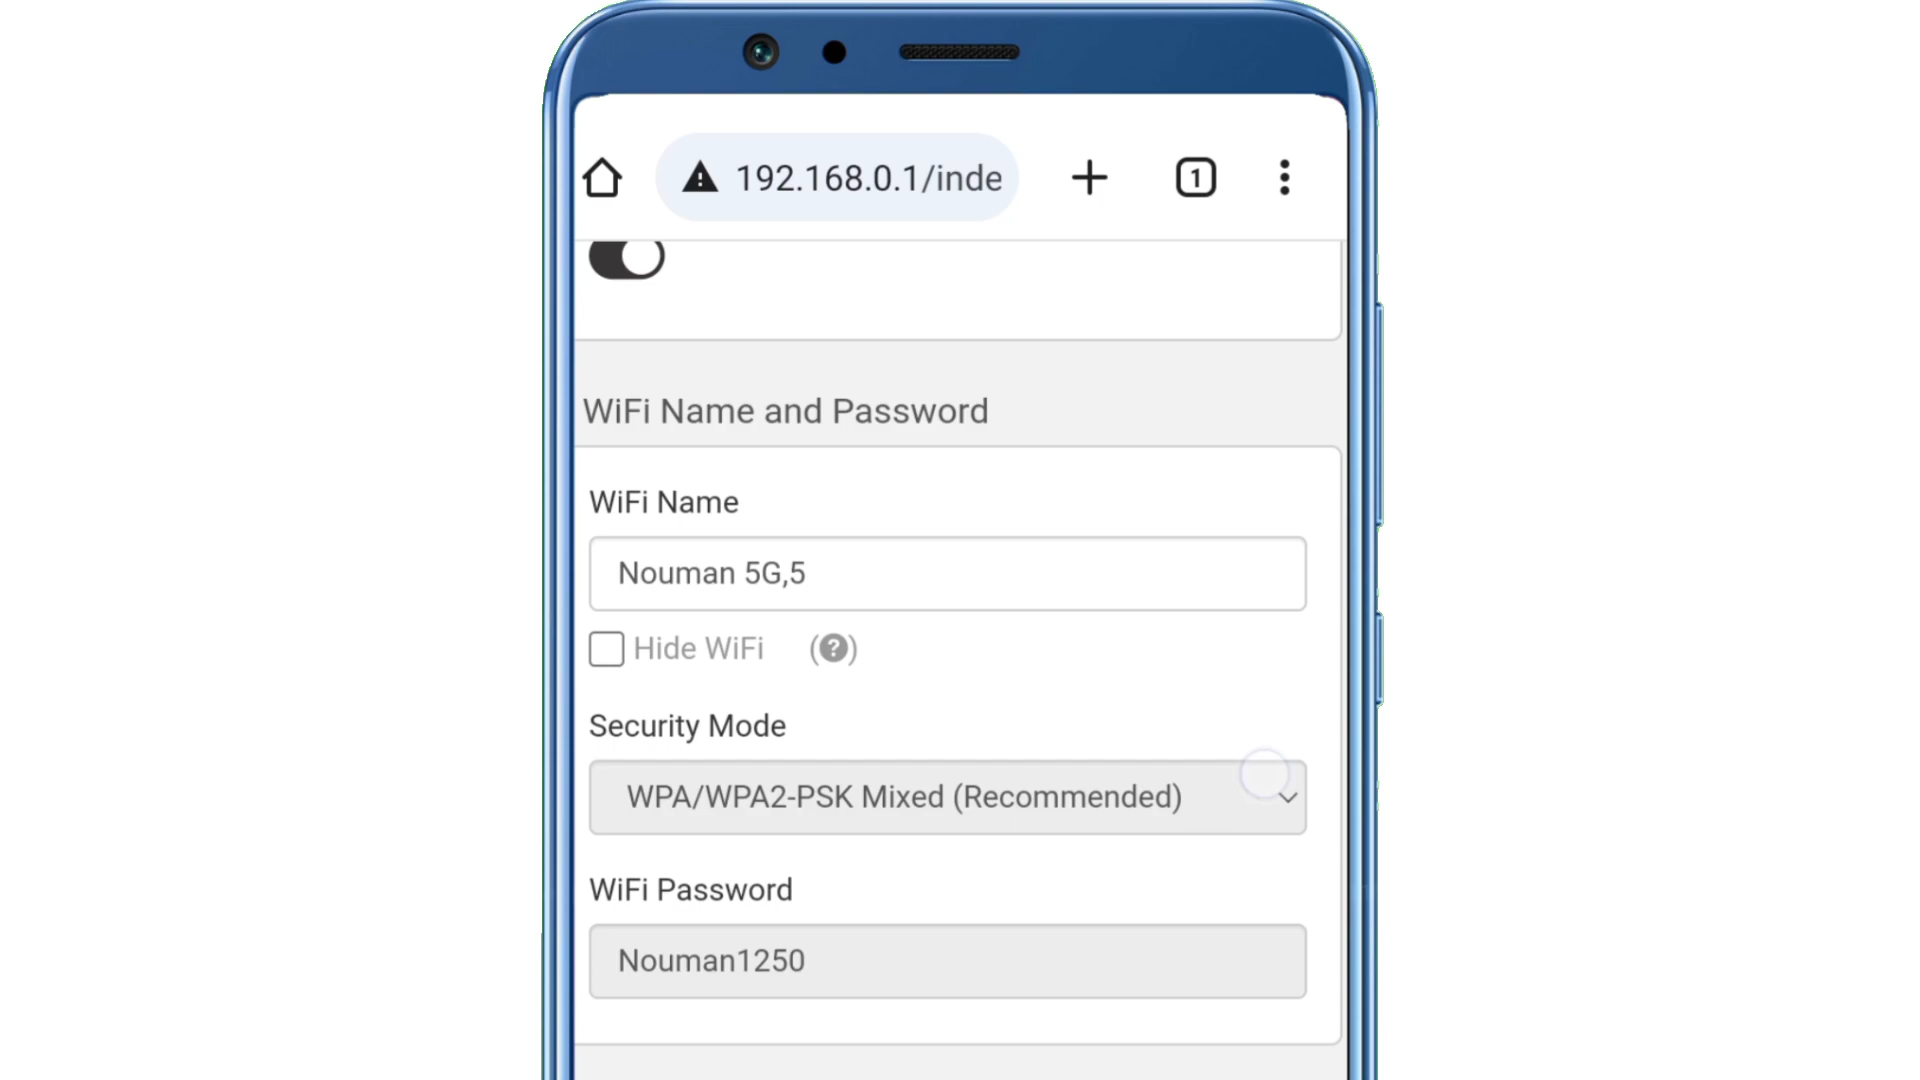 192.168.0.1/inde
1
WiFi Name and Password
WiFi Name
Nouman 5G,5
Hide WiFi (?)
Security Mode
WPA/WPA2-PSK Mixed (Recommended)
WiFi Password
Nouman1250